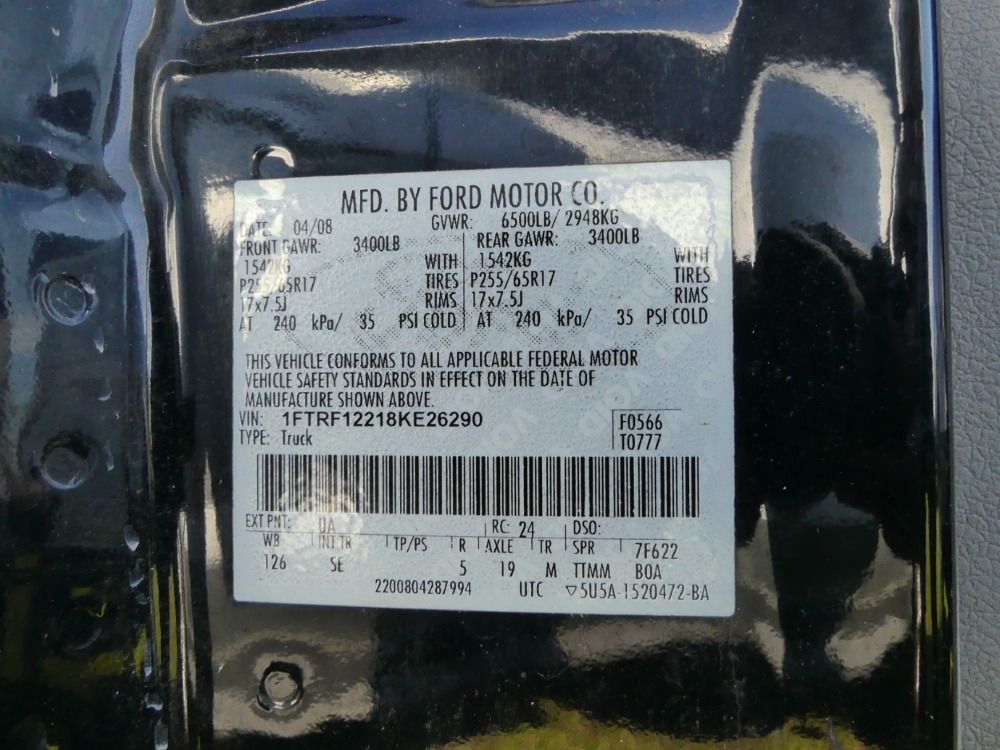 MFD. BY FORD MOTOR CO.
DATE: 04/08 GVWR: 6500LB/ 2948KG
FRONT GAWR: 3400LB REAR GAWR: 3400LB
1542KG WITH 1542KG WITH
P255/65R17 TIRES P255/65R17 TIRES
17x7.5J RIMS 17x7.5J RIMS
AT 240 kPa/ 35 PSI COLD AT 240 kPa/ 35 PSI COLD
THIS VEHICLE CONFORMS TO ALL APPLICABLE FEDERAL MOTOR
VEHICLE SAFETY STANDARDS IN EFFECT ON THE DATE OF
MANUFACTURE SHOWN ABOVE.
VIN: 1FTRF12218KE26290 F0566
TYPE: Truck T0777
EXT PNT: UA RC: 24 DSO:
WB INT TR TP/PS R AXLE TR SPR 7F622
126 SE 5 19 M TTMM BOA
2200804287994 UTC ▽5U5A-1520472-BA